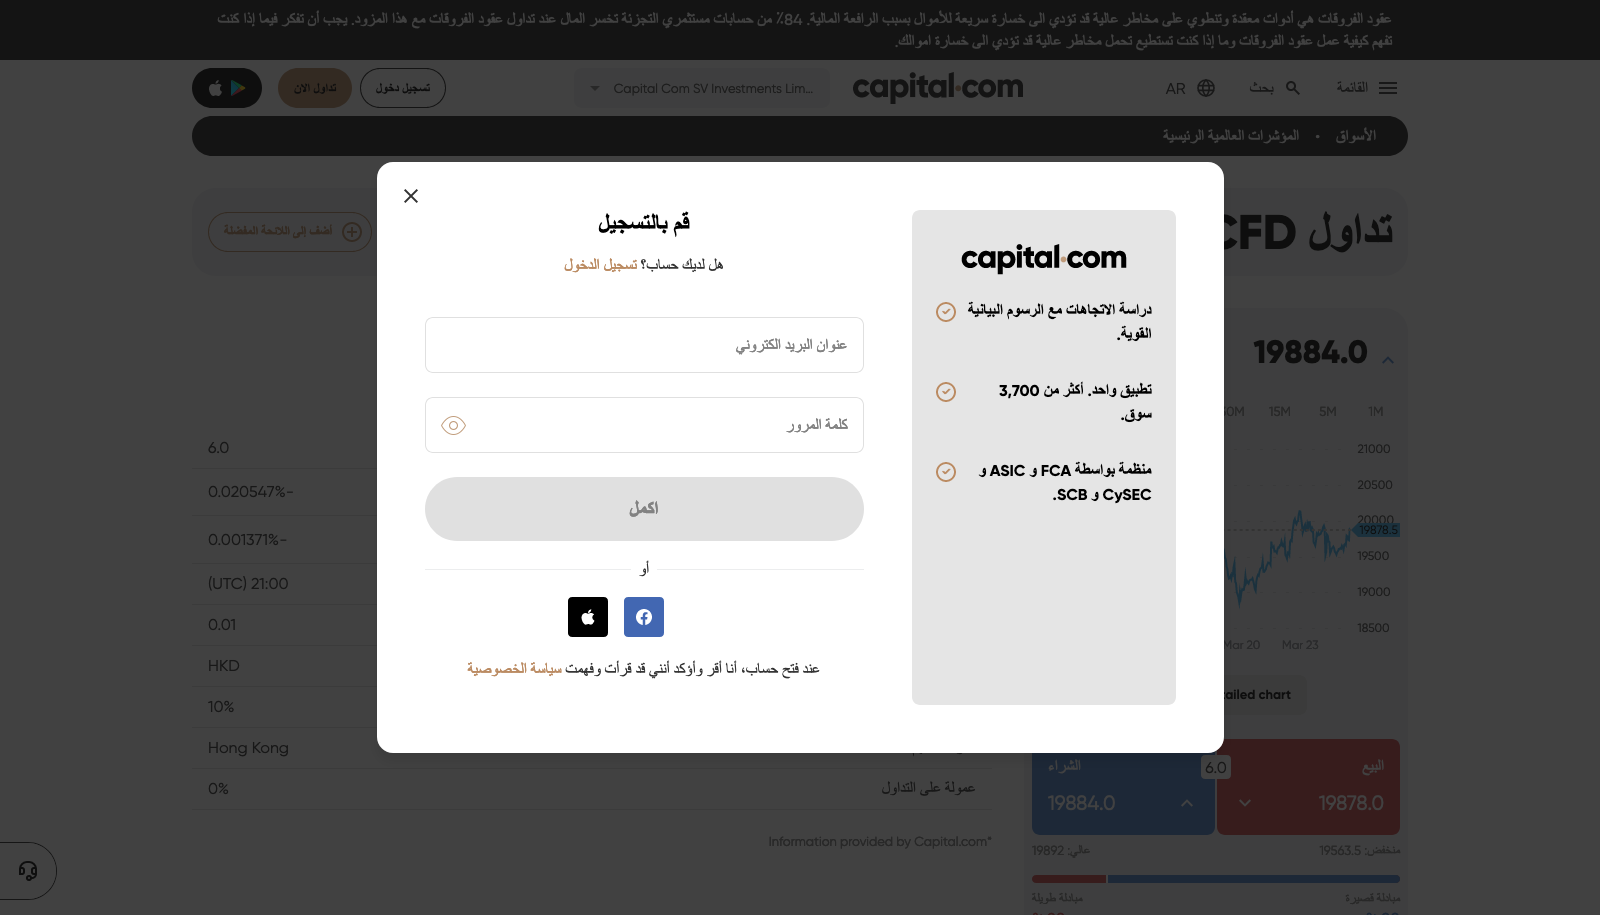 عقود الفروقات هي أدوات معقدة وتنطوي على مخاطر عالية قد تؤدي الى خسارة سريعة للأموال بسبب الرافعة المالية. 84٪ من حسابات مستثمري التجزئة تخسر المال عند تداول عقود الفروقات مع هذا المزود. يجب أن تفكر فيما إذا كنت
تفهم كيفية عمل عقود الفروقات وما إذا كنت تستطيع تحمل مخاطر عالية قد تؤدي الى خسارة اموالك.
القائمة
بحث
AR
capital.com
Capital Com SV Investments Lim...
تسجيل دخول
تداول الآن
الأسواق • المؤشرات العالمية الرئيسية
تداول CFD
أضف إلى اللائحة المفضلة
قم بالتسجيل
هل لديك حساب؟ تسجيل الدخول
عنوان البريد الكتروني
كلمة المرور
اكمل
أو
عند فتح حساب، أنا أقر وأؤكد أنني قد قرأت وفهمت سياسة الخصوصية
capital.com
دراسة الاتجاهات مع الرسوم البيانية
القوية.
تطبيق واحد. أكثر من 3,700
سوق.
منظمة بواسطة FCA و ASIC و
CySEC و SCB.
19884.0
1M
5M
15M
21000
20500
20000
19878.5
19500
19000
18500
Mar 20
Mar 23
البيع
19878.0
6.0
الشراء
19884.0
منخفض: 19563.5
عالي: 19892
مبادلة قصيرة
مبادلة طويلة
6.0
-0.020547%
-0.001371%
21:00 (UTC)
0.01
HKD
10%
Hong Kong
عمولة على التداول
0%
Information provided by Capital.com*